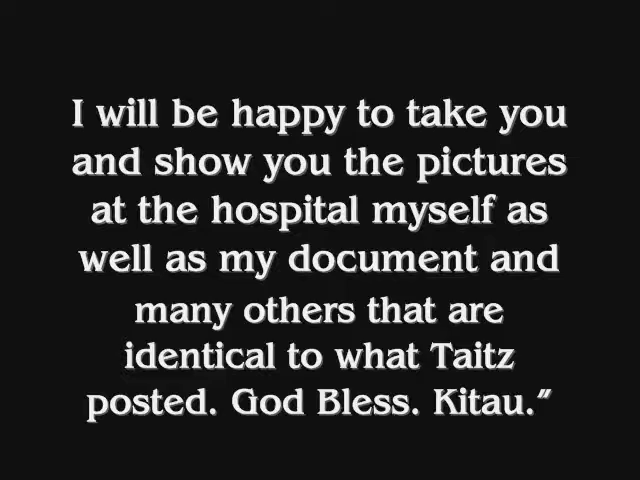 I will be happy to take you
and show you the pictures
at the hospital myself as
well as my document and
many others that are
identical to what Taitz
posted. God Bless. Kitau.”